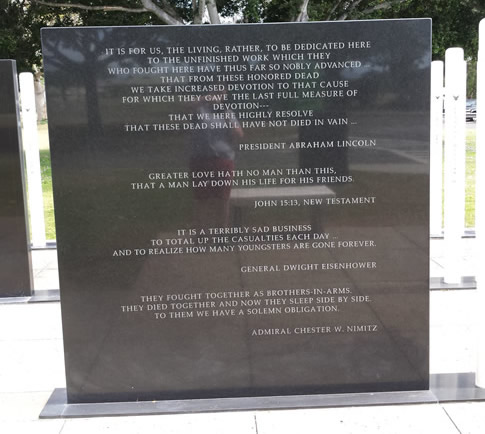 IT IS FOR US, THE LIVING, RATHER, TO BE DEDICATED HERE
TO THE UNFINISHED WORK WHICH THEY
WHO FOUGHT HERE HAVE THUS FAR SO NOBLY ADVANCED ...
THAT FROM THESE HONORED DEAD
WE TAKE INCREASED DEVOTION TO THAT CAUSE
FOR WHICH THEY GAVE THE LAST FULL MEASURE OF
DEVOTION---
THAT WE HERE HIGHLY RESOLVE
THAT THESE DEAD SHALL HAVE NOT DIED IN VAIN ...
PRESIDENT ABRAHAM LINCOLN
GREATER LOVE HATH NO MAN THAN THIS,
THAT A MAN LAY DOWN HIS LIFE FOR HIS FRIENDS.
JOHN 15:13, NEW TESTAMENT
IT IS A TERRIBLY SAD BUSINESS
TO TOTAL UP THE CASUALTIES EACH DAY ...
AND TO REALIZE HOW MANY YOUNGSTERS ARE GONE FOREVER.
GENERAL DWIGHT EISENHOWER
THEY FOUGHT TOGETHER AS BROTHERS-IN-ARMS.
THEY DIED TOGETHER AND NOW THEY SLEEP SIDE BY SIDE.
TO THEM WE HAVE A SOLEMN OBLIGATION.
ADMIRAL CHESTER W. NIMITZ